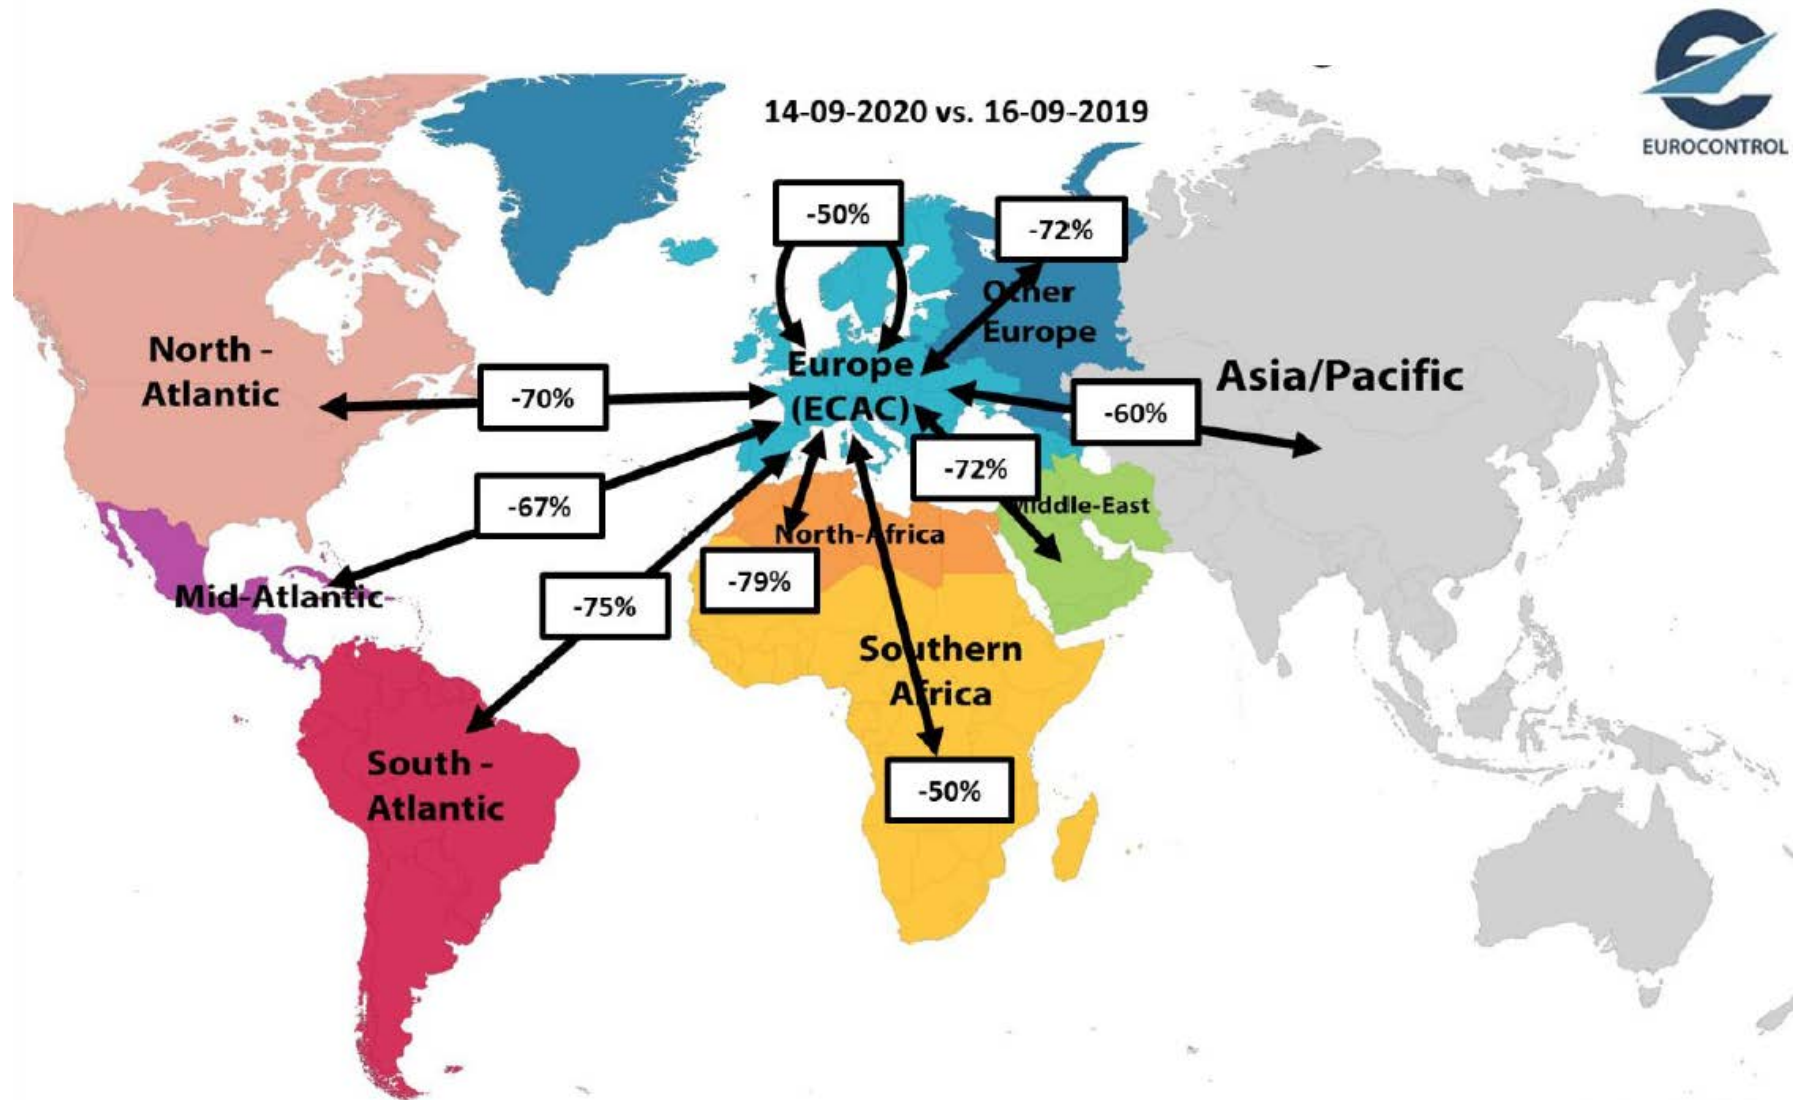 14-09-2020 vs. 16-09-2019
EUROCONTROL
-50%
-72%
Other
Europe
North -
Atlantic
Europe
(ECAC)
Asia/Pacific
-70%
-60%
-72%
Middle-East
-67%
North-Africa
Mid-Atlantic
-79%
-75%
Southern
Africa
South -
Atlantic
-50%